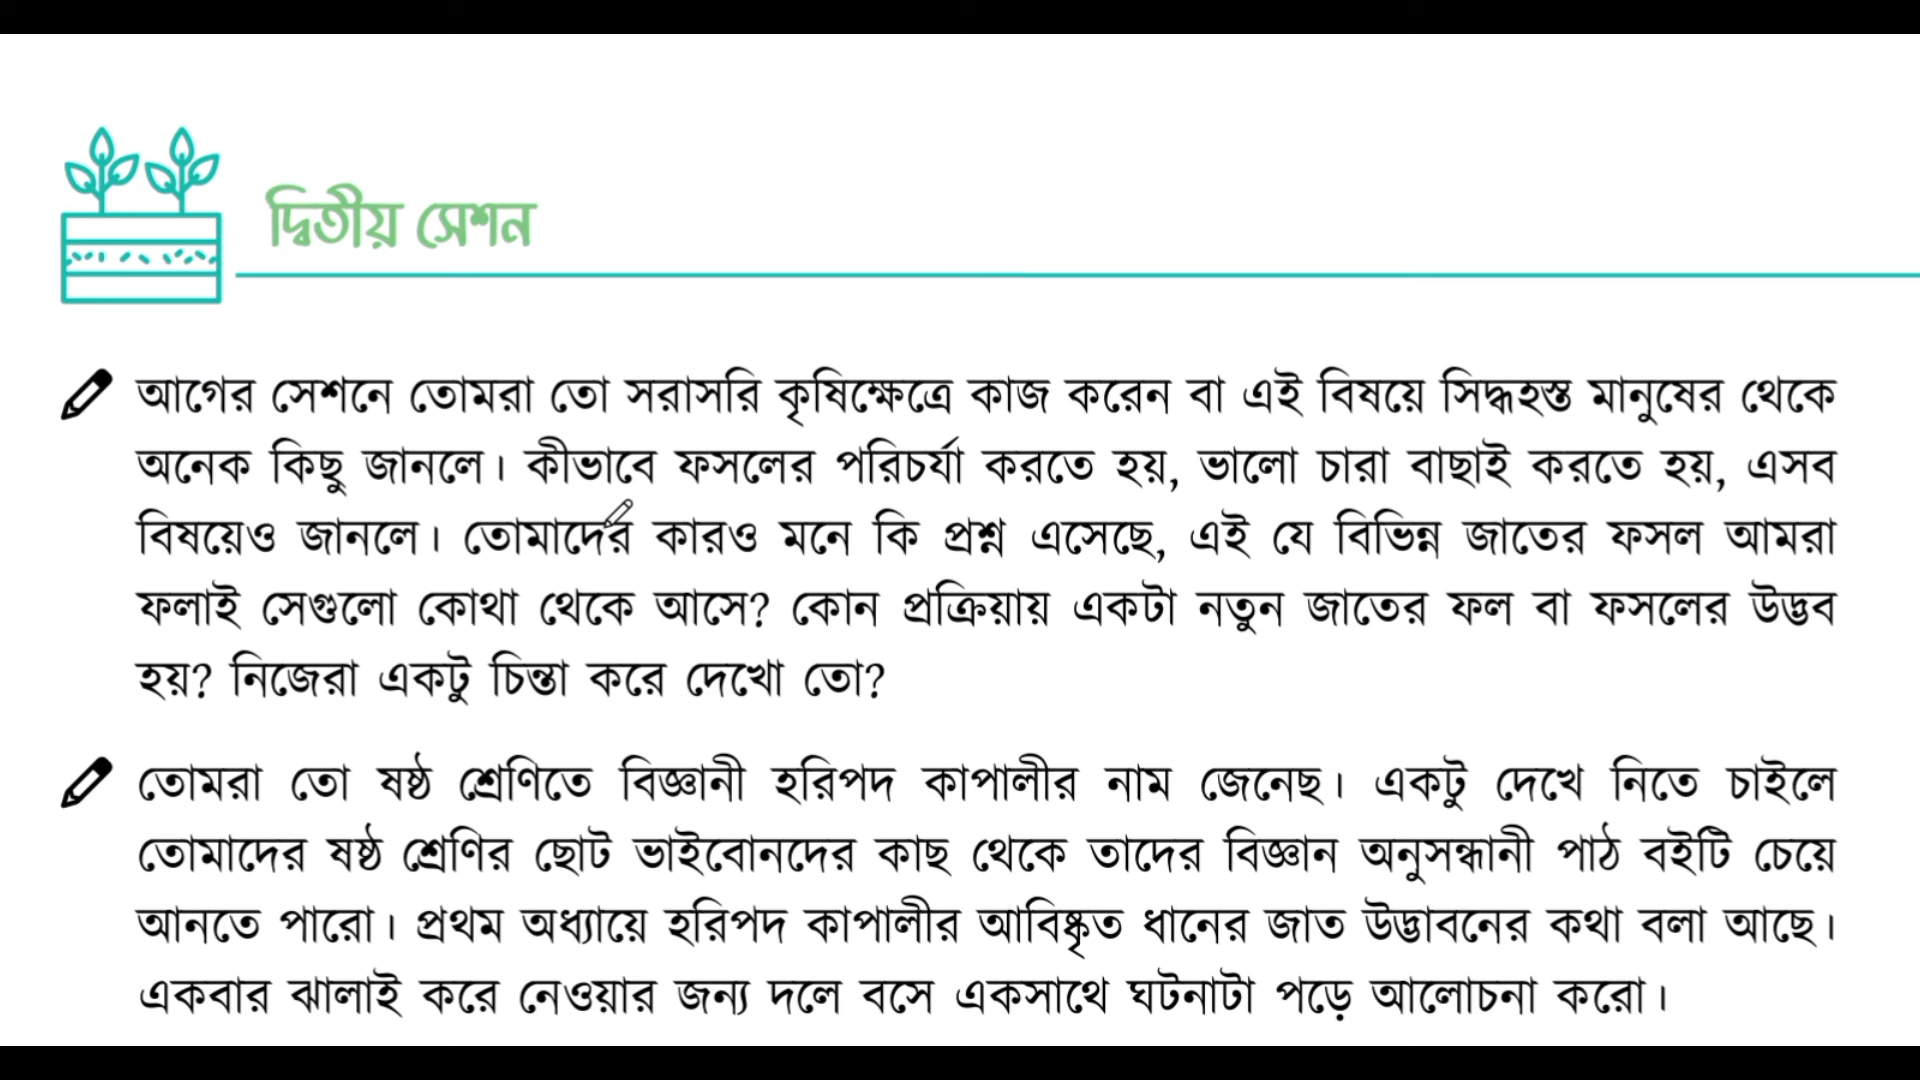 দ্বিতীয় সেশন
আগের সেশনে তোমরা তো সরাসরি কৃষিক্ষেত্রে কাজ করেন বা এই বিষয়ে সিদ্ধহস্ত মানুষের থেকে
অনেক কিছু জানলে। কীভাবে ফসলের পরিচর্যা করতে হয়, ভালো চারা বাছাই করতে হয়, এসব
বিষয়েও জানলে। তোমাদের কারও মনে কি প্রশ্ন এসেছে, এই যে বিভিন্ন জাতের ফসল আমরা
ফলাই সেগুলো কোথা থেকে আসে? কোন প্রক্রিয়ায় একটা নতুন জাতের ফল বা ফসলের উদ্ভব
হয়? নিজেরা একটু চিন্তা করে দেখো তো?
তোমরা তো ষষ্ঠ শ্রেণিতে বিজ্ঞানী হরিপদ কাপালীর নাম জেনেছ। একটু দেখে নিতে চাইলে
তোমাদের ষষ্ঠ শ্রেণির ছোট ভাইবোনদের কাছ থেকে তাদের বিজ্ঞান অনুসন্ধানী পাঠ বইটি চেয়ে
আনতে পারো। প্রথম অধ্যায়ে হরিপদ কাপালীর আবিষ্কৃত ধানের জাত উদ্ভাবনের কথা বলা আছে।
একবার ঝালাই করে নেওয়ার জন্য দলে বসে একসাথে ঘটনাটা পড়ে আলোচনা করো।